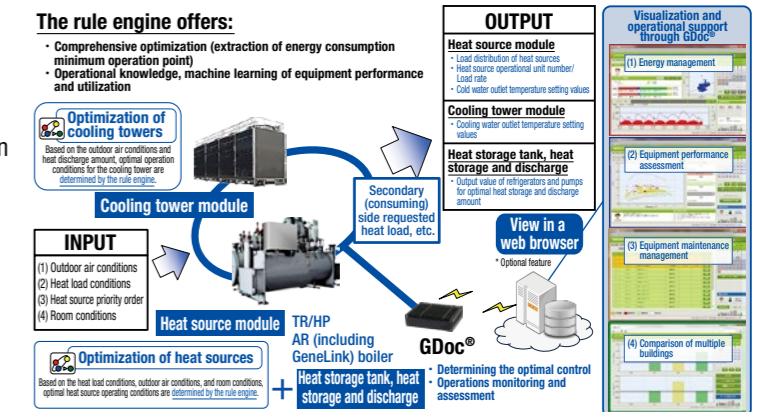 The rule engine offers:
・Comprehensive optimization (extraction of energy consumption
minimum operation point)
・Operational knowledge, machine learning of equipment performance
and utilization
n
Optimization of
cooling towers
Based on the outdoor air conditions and
heat discharge amount, optimal operation
conditions for the cooling tower are
determined by the rule engine.
Cooling tower module
INPUT
(1) Outdoor air conditions
(2) Heat load conditions
(3) Heat source priority order
(4) Room conditions
Heat source module
Optimization of heat sources
Based on the heat load conditions, outdoor air conditions, and room conditions,
optimal heat source operating conditions are determined by the rule engine.
TR/HP
AR (including
GeneLink) boiler
+
Heat storage tank, heat
storage and discharge
Secondary
(consuming)
side requested
heat load, etc.
GDoc®
・Determining the optimal control
・Operations monitoring and
assessment
OUTPUT
Heat source module
・Load distribution of heat sources
・Heat source operational unit number/
Load rate
・Cold water outlet temperature setting values
Cooling tower module
・Cooling water outlet temperature setting
values
Heat storage tank, heat
storage and discharge
・Output value of refrigerators and pumps
for optimal heat storage and discharge
amount
View in a
web browser
* Optional feature
Visualization and
operational support
through GDoc®
(1) Energy management
(2) Equipment performance
assessment
(3) Equipment maintenance
management
(4) Comparison of multiple
buildings